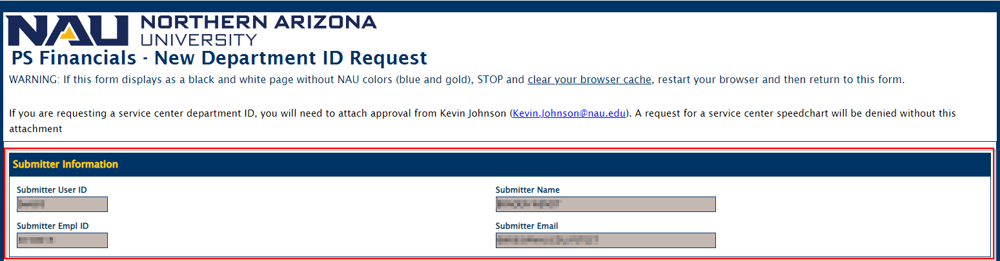 NAU NORTHERN ARIZONA
UNIVERSITY
PS Financials - New Department ID Request
WARNING: If this form displays as a black and white page without NAU colors (blue and gold), STOP and clear your browser cache, restart your browser and then return to this form.
If you are requesting a service center department ID, you will need to attach approval from Kevin Johnson (Kevin.Johnson@nau.edu). A request for a service center speedchart will be denied without this
attachment
Submitter Information
Submitter User ID
Submitter Name
Submitter Empl ID
Submitter Email